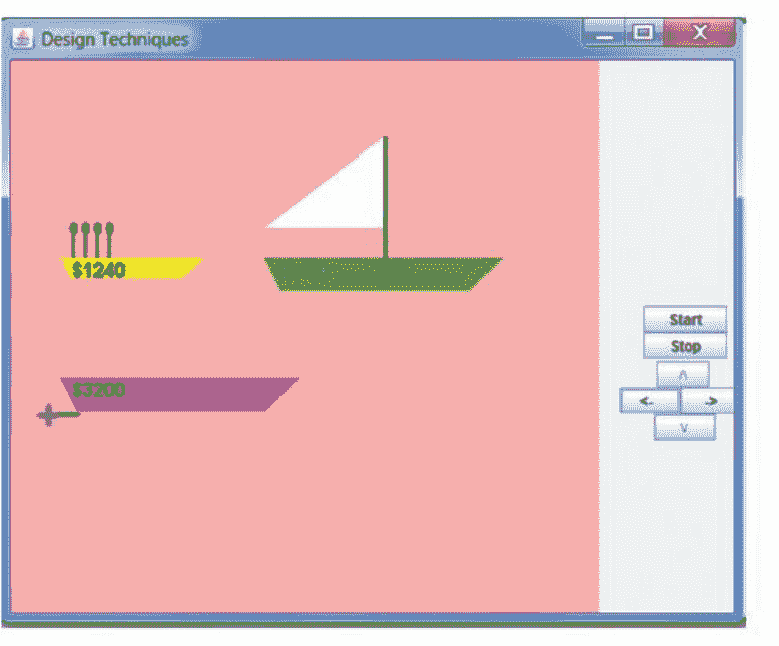 Design Techniques
$1240
$3200
Start
Stop
^
<- ->
v